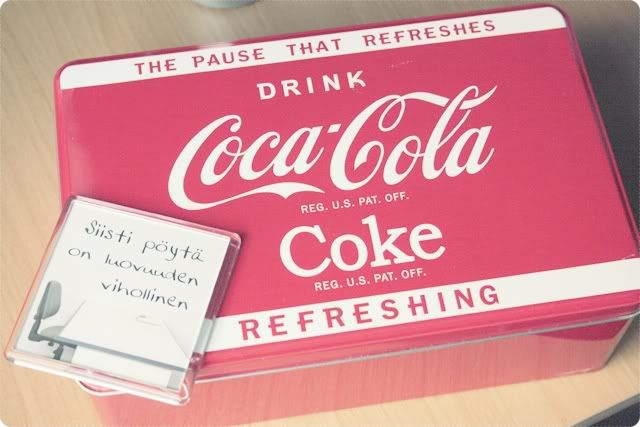 THE PAUSE THAT REFRESHES
DRINK
Coca-Cola
REG. U.S. PAT. OFF.
Coke
REG. U.S. PAT. OFF.
REFRESHING
Siisti pöytä
on luovuuden
vihollinen